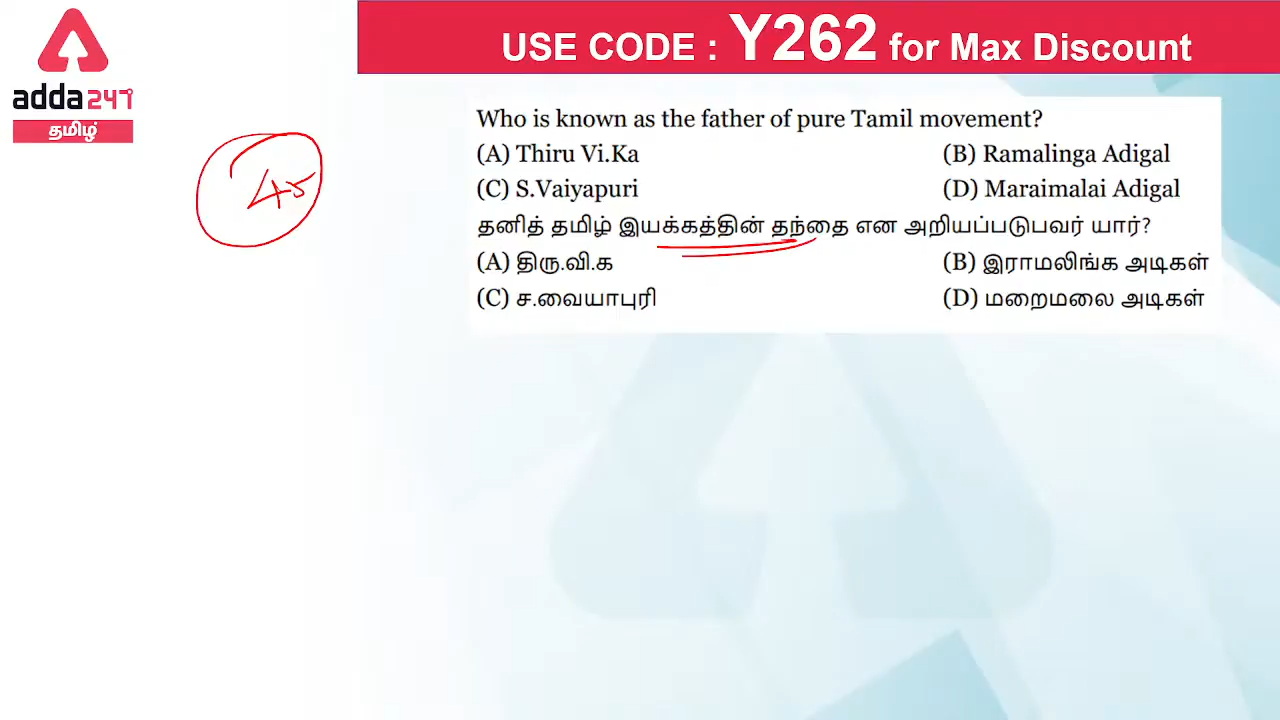 USE CODE : Y262 for Max Discount
adda247
தமிழ்
45
Who is known as the father of pure Tamil movement?
(A) Thiru Vi.Ka (B) Ramalinga Adigal
(C) S.Vaiyapuri (D) Maraimalai Adigal
தனித் தமிழ் இயக்கத்தின் தந்தை என அறியப்படுபவர் யார்?
(A) திரு.வி.க (B) இராமலிங்க அடிகள்
(C) ச.வையாபுரி (D) மறைமலை அடிகள்